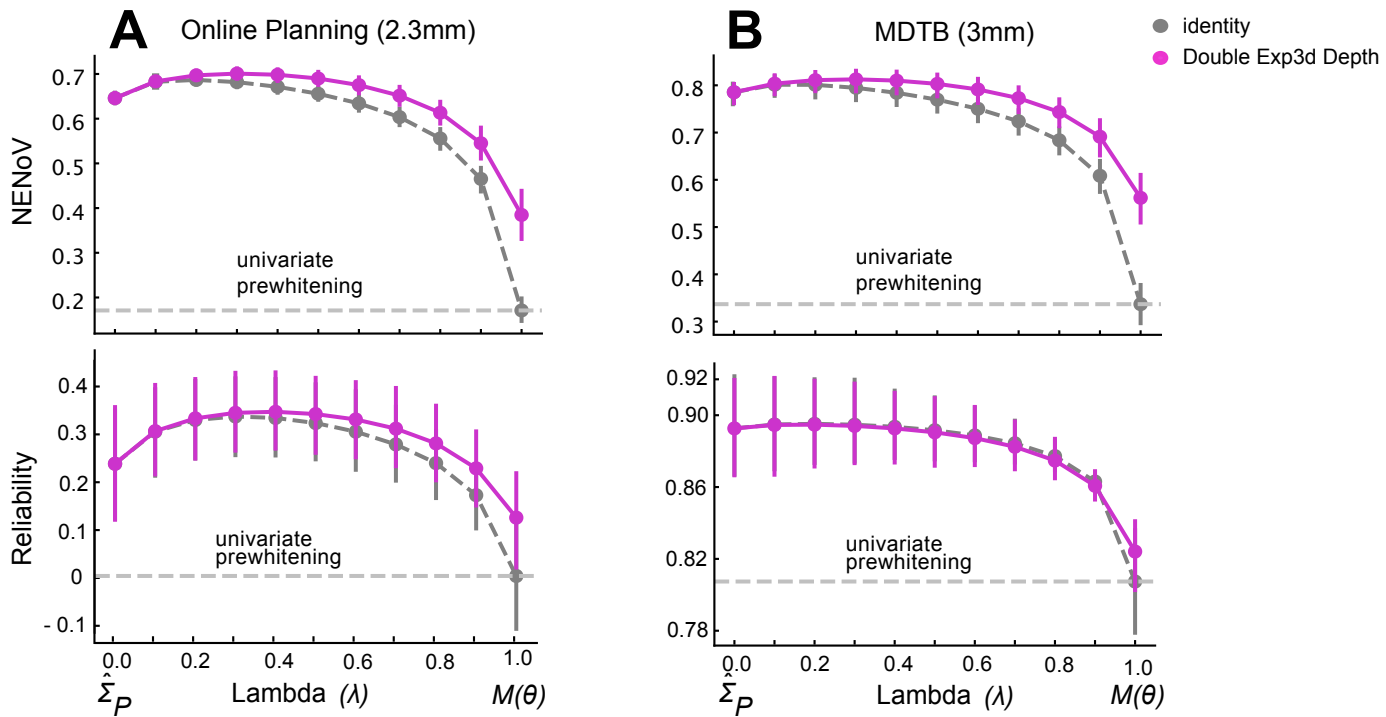 A Online Planning (2.3mm)
NENoV
0.7
0.6
0.5
0.4
0.3
0.2
univariate
prewhitening
Reliability
0.4
0.3
0.2
0.1
0
- 0.1
univariate
prewhitening
0.0 0.2 0.4 0.6 0.8 1.0
Σ̂P Lambda (λ) M(θ)
B MDTB (3mm)
0.8
0.7
0.6
0.5
0.4
0.3
univariate
prewhitening
0.92
0.90
0.86
0.82
0.78
univariate
prewhitening
0.0 0.2 0.4 0.6 0.8 1.0
Σ̂P Lambda (λ) M(θ)
identity
Double Exp3d Depth